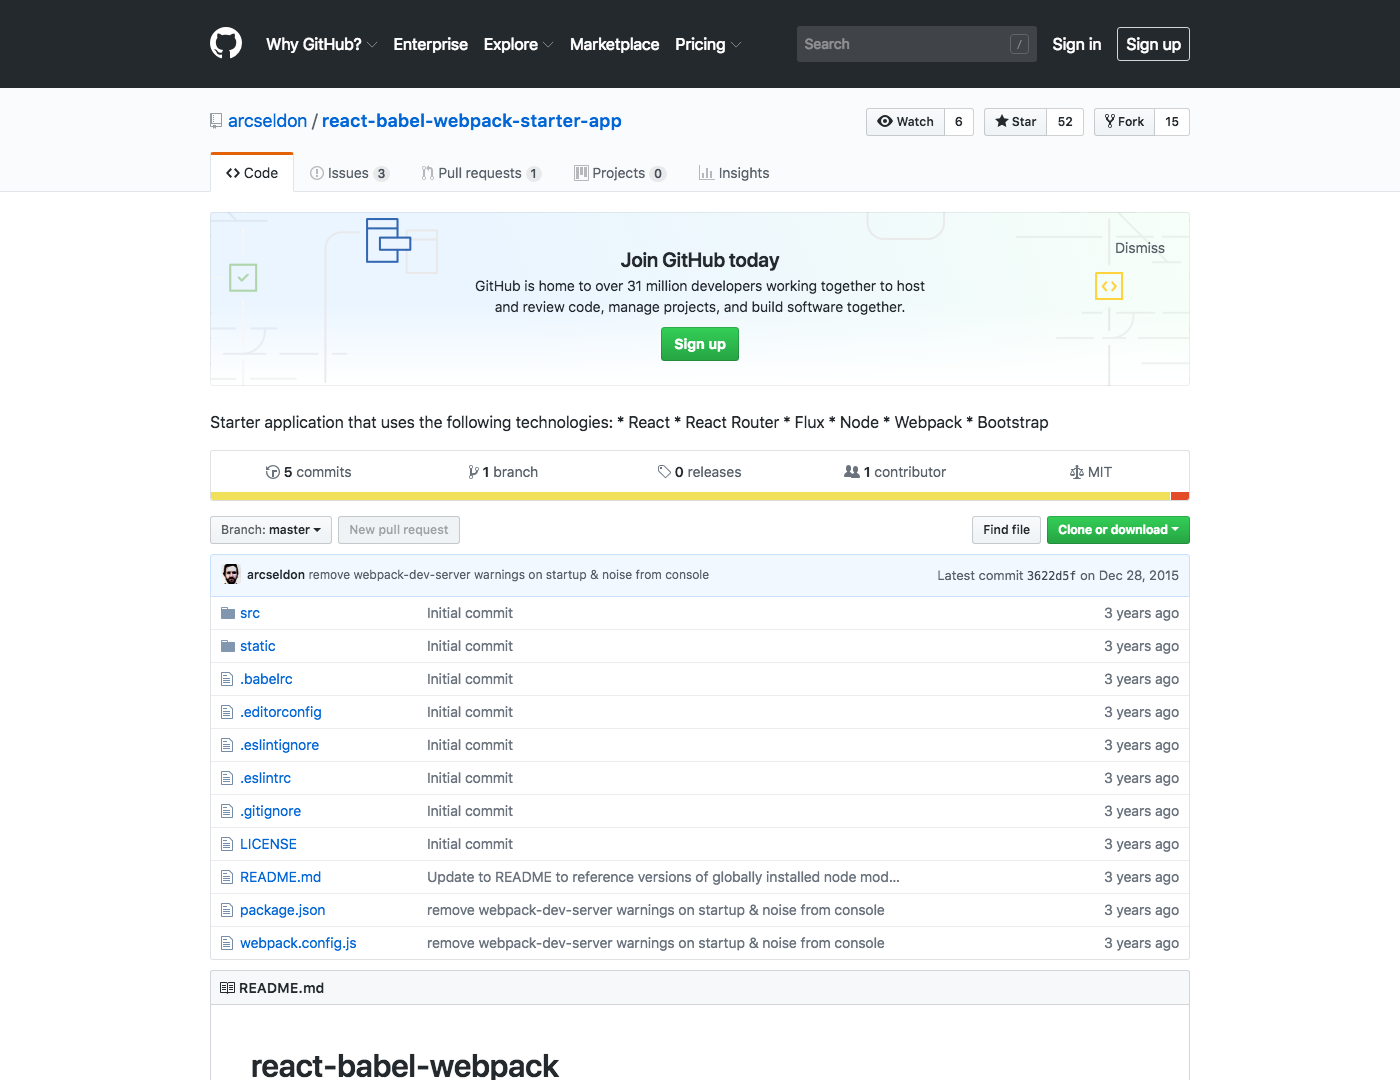 Why GitHub? Enterprise Explore Marketplace Pricing Search / Sign in Sign up
arcseldon / react-babel-webpack-starter-app Watch 6 Star 52 Fork 15
Code Issues 3 Pull requests 1 Projects 0 Insights
Dismiss
Join GitHub today
GitHub is home to over 31 million developers working together to host
and review code, manage projects, and build software together.
Sign up
Starter application that uses the following technologies: * React * React Router * Flux * Node * Webpack * Bootstrap
5 commits 1 branch 0 releases 1 contributor MIT
Branch: master New pull request Find file Clone or download
arcseldon remove webpack-dev-server warnings on startup & noise from console Latest commit 3622d5f on Dec 28, 2015
src Initial commit 3 years ago
static Initial commit 3 years ago
.babelrc Initial commit 3 years ago
.editorconfig Initial commit 3 years ago
.eslintignore Initial commit 3 years ago
.eslintrc Initial commit 3 years ago
.gitignore Initial commit 3 years ago
LICENSE Initial commit 3 years ago
README.md Update to README to reference versions of globally installed node mod… 3 years ago
package.json remove webpack-dev-server warnings on startup & noise from console 3 years ago
webpack.config.js remove webpack-dev-server warnings on startup & noise from console 3 years ago
README.md
react-babel-webpack